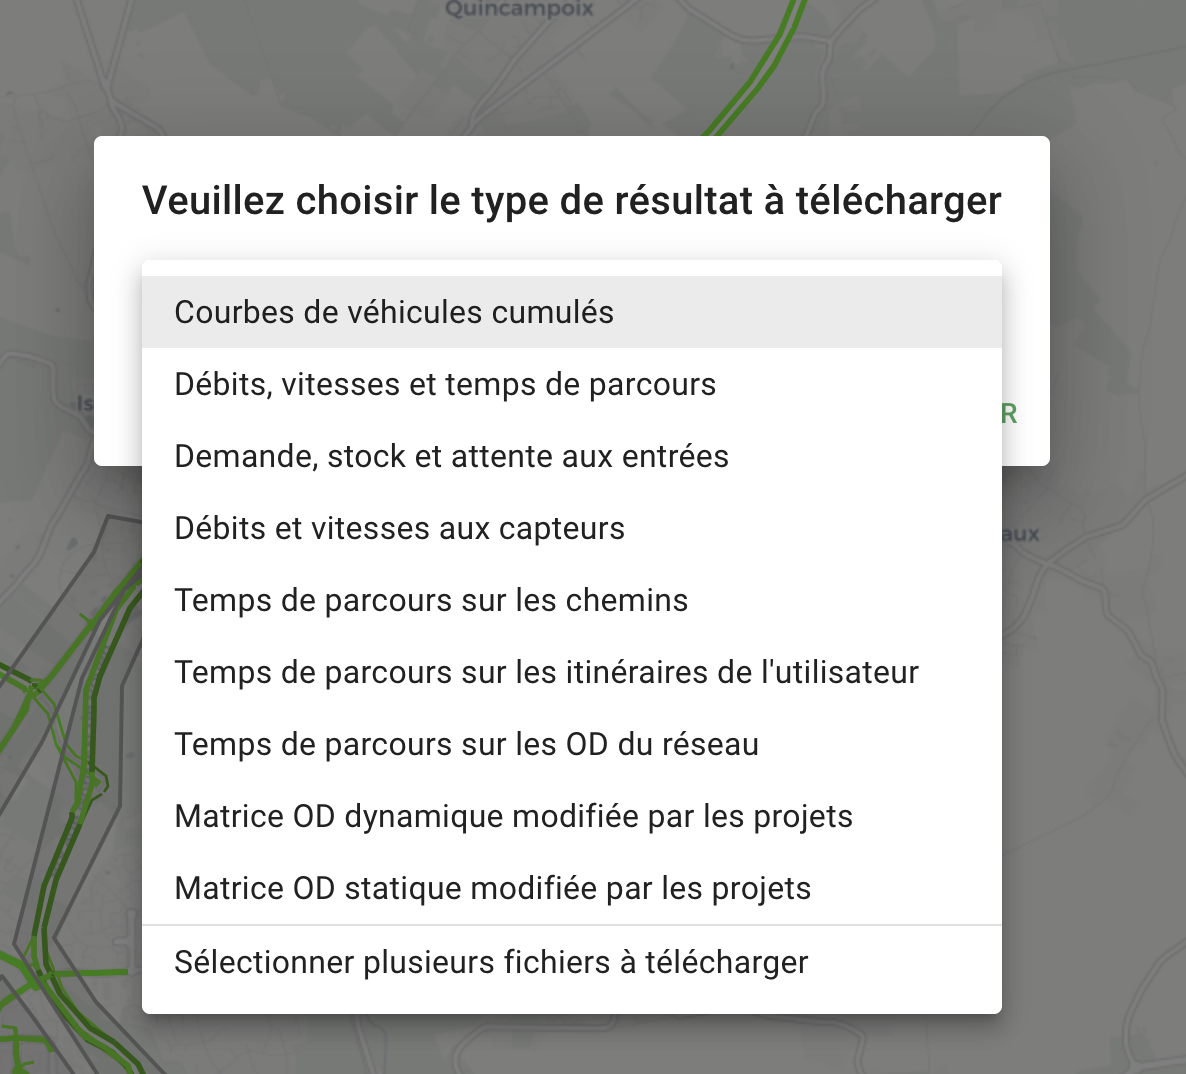 Quincampoix
Veuillez choisir le type de résultat à télécharger
Courbes de véhicules cumulés
Débits, vitesses et temps de parcours
Demande, stock et attente aux entrées
Débits et vitesses aux capteurs
Temps de parcours sur les chemins
Temps de parcours sur les itinéraires de l'utilisateur
Temps de parcours sur les OD du réseau
Matrice OD dynamique modifiée par les projets
Matrice OD statique modifiée par les projets
Sélectionner plusieurs fichiers à télécharger